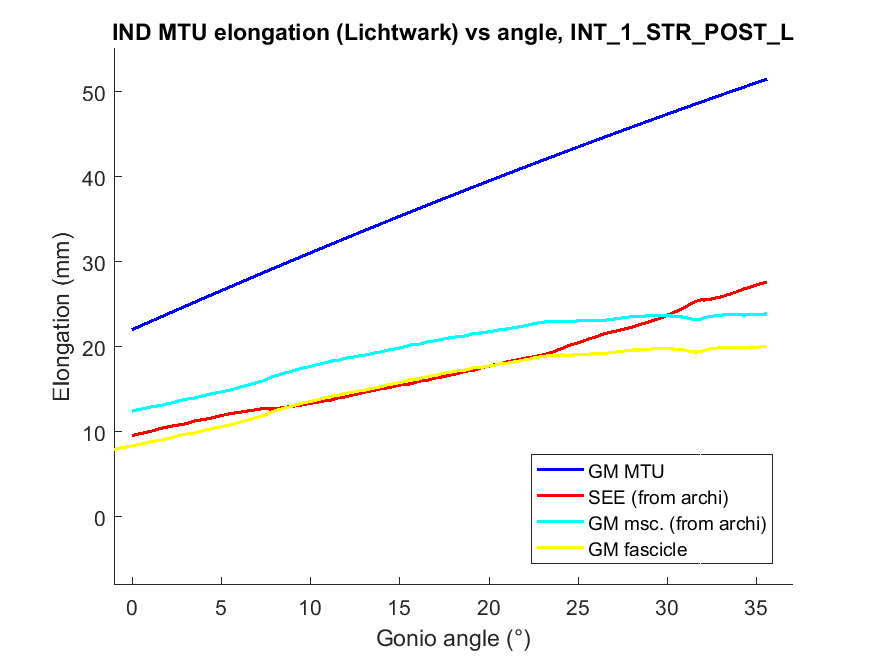 IND MTU elongation (Lichtwark) vs angle, INT_1_STR_POST_L
Elongation (mm)
50
40
30
20
10
0
GM MTU
SEE (from archi)
GM msc. (from archi)
GM fascicle
0 5 10 15 20 25 30 35
Gonio angle (°)